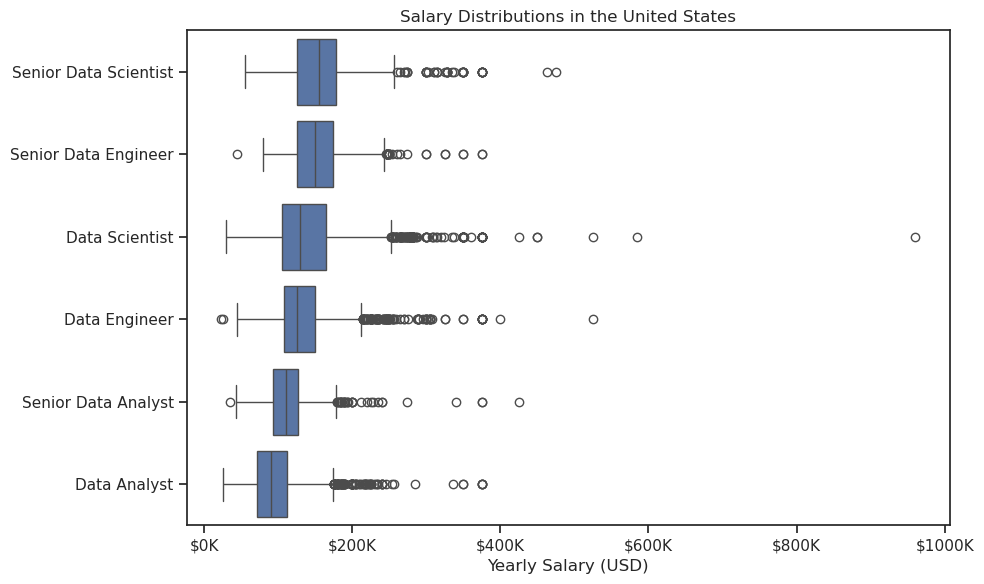 Salary Distributions in the United States
Senior Data Scientist
Senior Data Engineer
Data Scientist
Data Engineer
Senior Data Analyst
Data Analyst
$0K $200K $400K $600K $800K $1000K
Yearly Salary (USD)